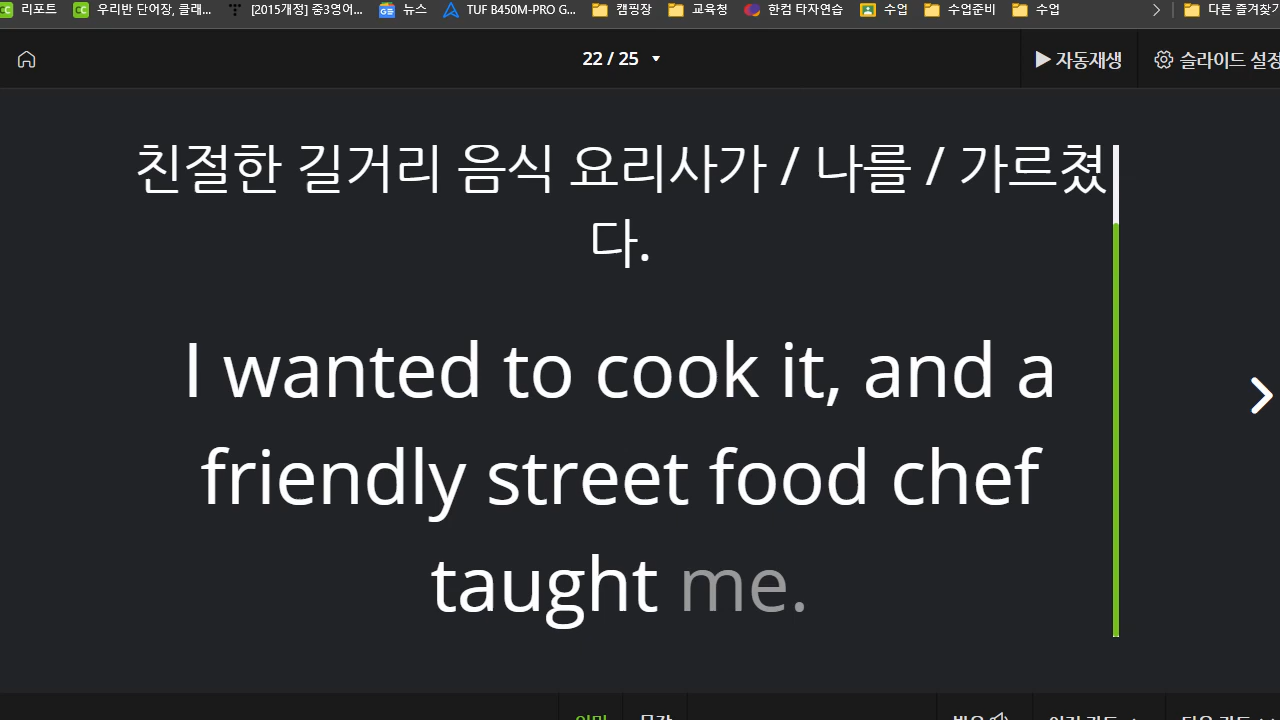 리포트 우리반 단어장, 클래... [2015개정] 중3영어... 뉴스 TUF B450M-PRO G... 캠핑장 교육청 한컴 타자연습 수업 수업준비 수업 다른 즐겨찾기
22 / 25 자동재생 슬라이드 설정
친절한 길거리 음식 요리사가 / 나를 / 가르쳤
다.
I wanted to cook it, and a
friendly street food chef
taught me.